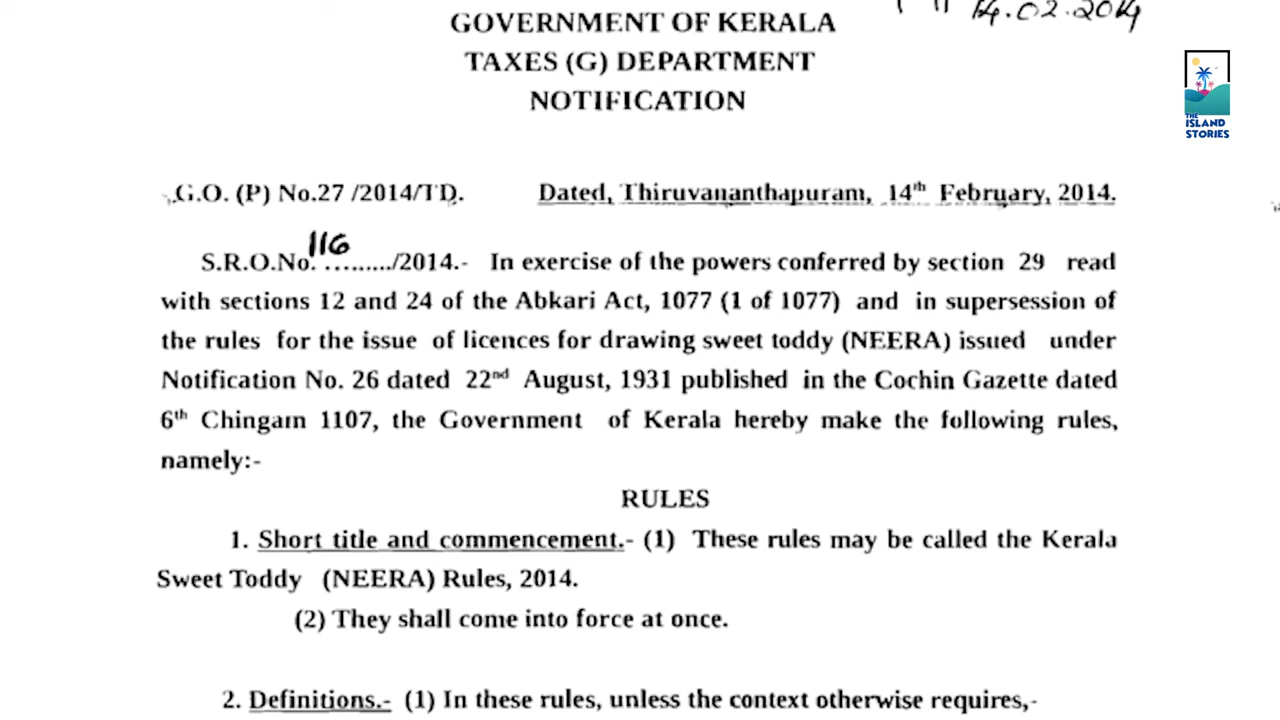 14.02.2014
GOVERNMENT OF KERALA
TAXES (G) DEPARTMENT
NOTIFICATION
THE
ISLAND
STORIES
G.O. (P) No.27 /2014/TD. Dated, Thiruvananthapuram, 14th February, 2014.
S.R.O.No. 116........./2014.- In exercise of the powers conferred by section 29 read
with sections 12 and 24 of the Abkari Act, 1077 (1 of 1077) and in supersession of
the rules for the issue of licences for drawing sweet toddy (NEERA) issued under
Notification No. 26 dated 22nd August, 1931 published in the Cochin Gazette dated
6th Chingam 1107, the Government of Kerala hereby make the following rules,
namely:-
RULES
1. Short title and commencement.- (1) These rules may be called the Kerala
Sweet Toddy (NEERA) Rules, 2014.
(2) They shall come into force at once.
2. Definitions.- (1) In these rules, unless the context otherwise requires,-